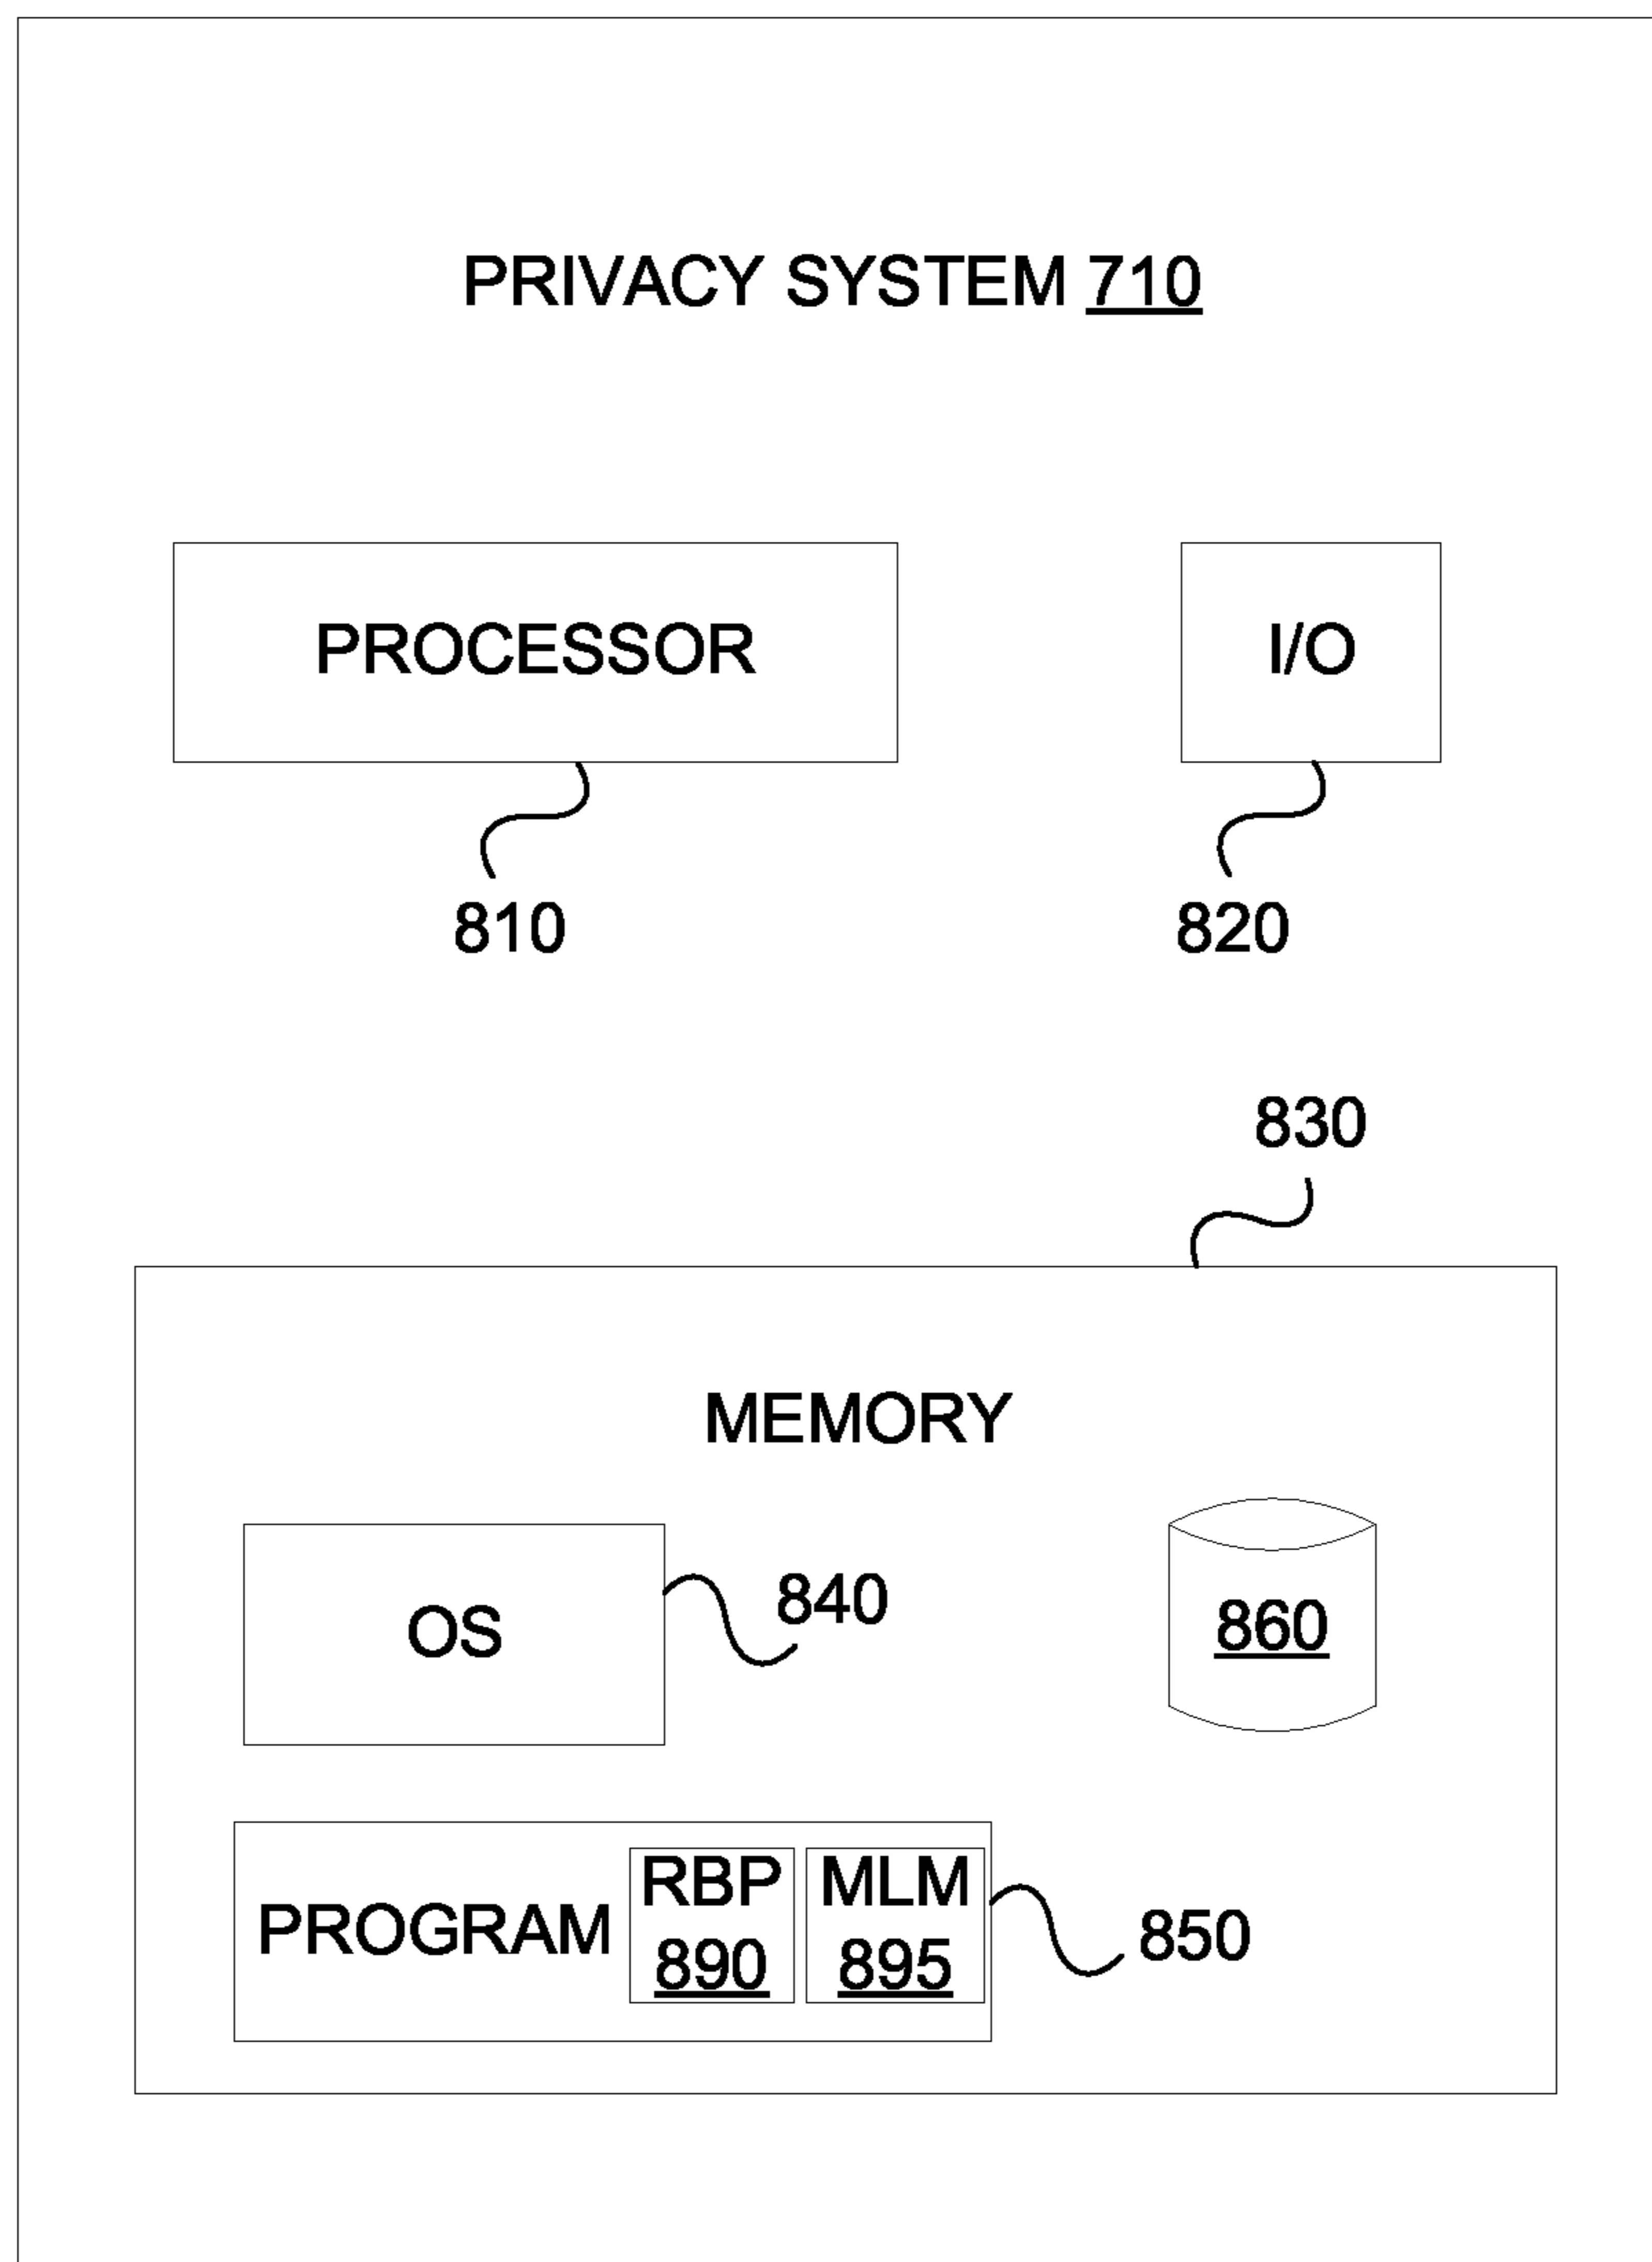 PRIVACY SYSTEM 710
PROCESSOR
I/O
810
820
830
MEMORY
OS
840
860
PROGRAM
RBP
890
MLM
895
850